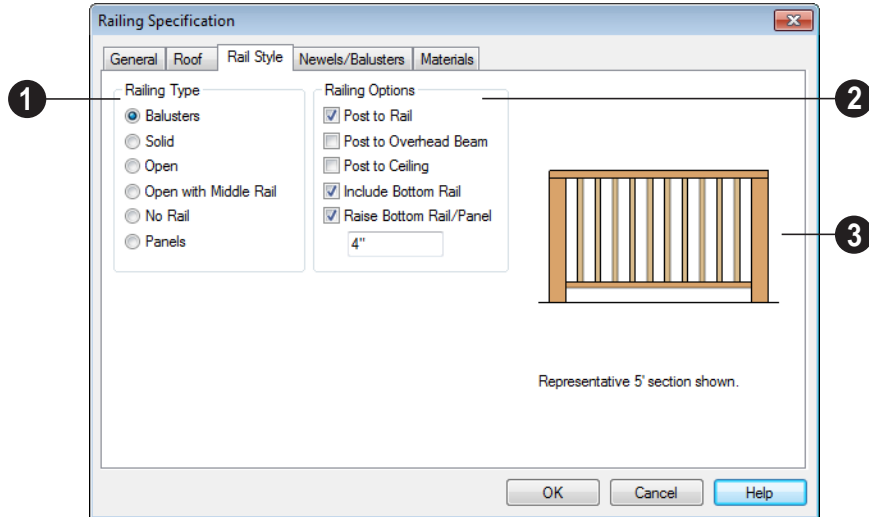 Railing Specification
General Roof Rail Style Newels/Balusters Materials
1
Railing Type
Balusters
Solid
Open
Open with Middle Rail
No Rail
Panels
Railing Options
2
Post to Rail
Post to Overhead Beam
Post to Ceiling
Include Bottom Rail
Raise Bottom Rail/Panel
4"
3
Representative 5' section shown.
OK Cancel Help